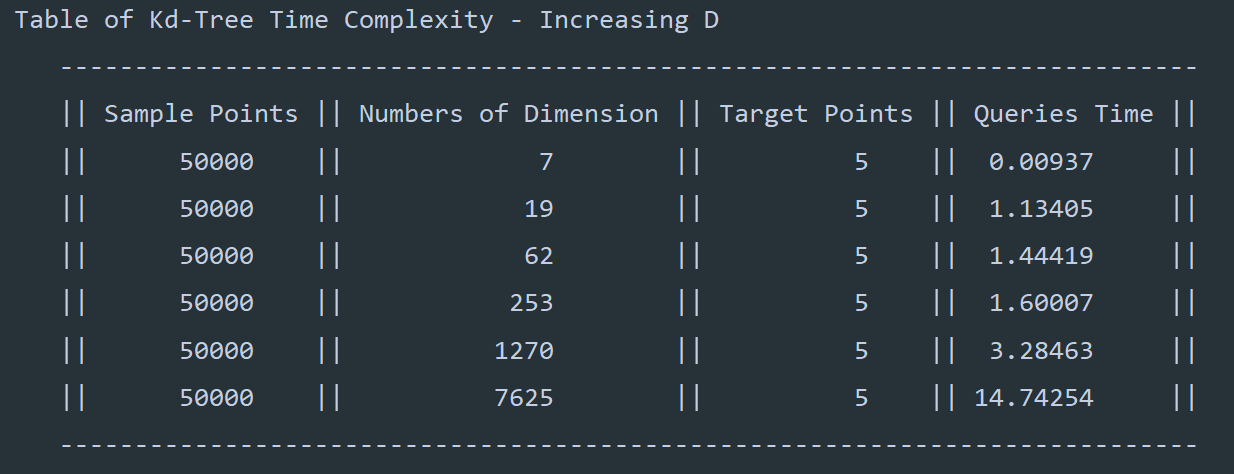 Table of Kd-Tree Time Complexity - Increasing D
----------------------------------------------------------------------------
|| Sample Points || Numbers of Dimension || Target Points || Queries Time ||
|| 50000 || 7 || 5 || 0.00937 ||
|| 50000 || 19 || 5 || 1.13405 ||
|| 50000 || 62 || 5 || 1.44419 ||
|| 50000 || 253 || 5 || 1.60007 ||
|| 50000 || 1270 || 5 || 3.28463 ||
|| 50000 || 7625 || 5 || 14.74254 ||
----------------------------------------------------------------------------